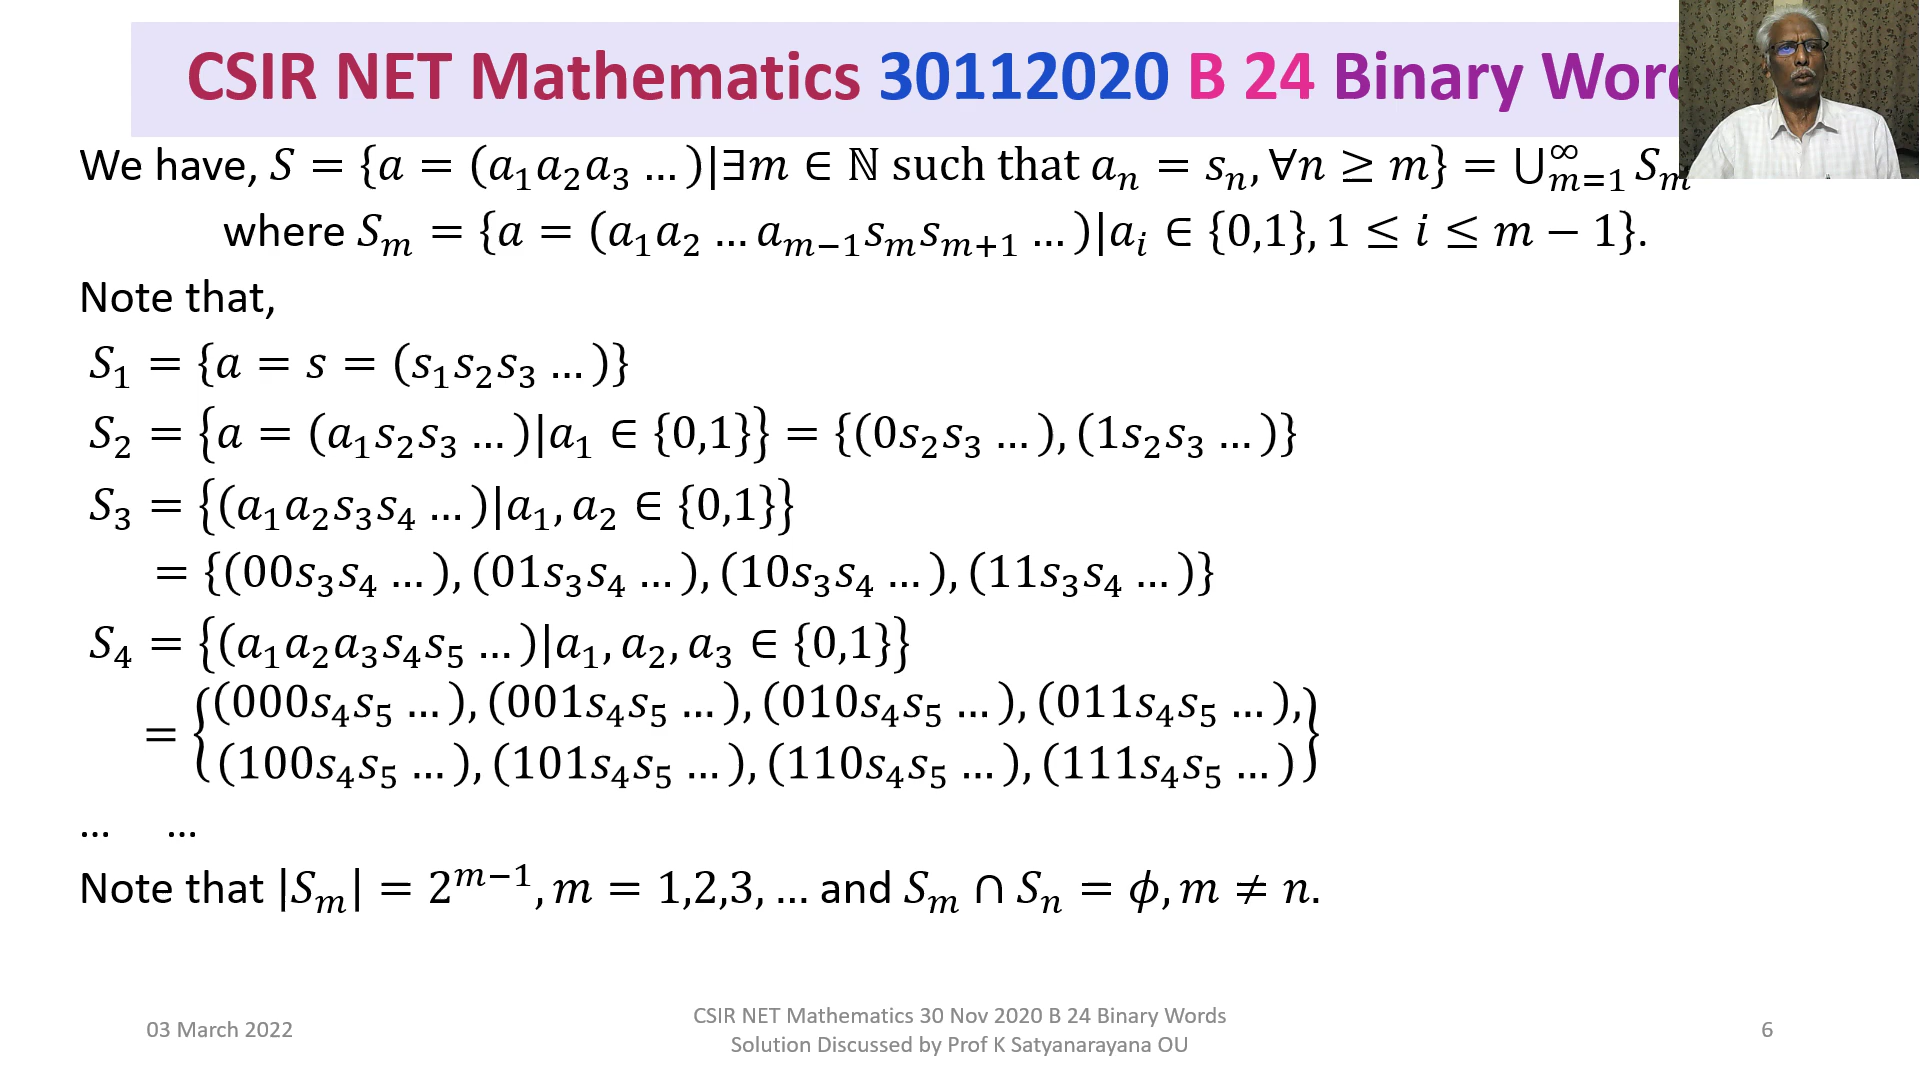 CSIR NET Mathematics 30112020 B 24 Binary
We have, 𝑆 = {𝑎 = (𝑎₁𝑎₂𝑎₃ …)|∃𝑚 ∈ ℕ such that 𝑎ₙ = 𝑠ₙ, ∀𝑛 ≥ 𝑚} = ⋃_{𝑚=1}^{∞} 𝑆ₘ
where 𝑆ₘ = {𝑎 = (𝑎₁𝑎₂ … 𝑎ₘ₋₁𝑠ₘ𝑠ₘ₊₁ …)|𝑎ᵢ ∈ {0,1}, 1 ≤ 𝑖 ≤ 𝑚 − 1}.
Note that,
𝑆₁ = {𝑎 = 𝑠 = (𝑠₁𝑠₂𝑠₃ …)}
𝑆₂ = {𝑎 = (𝑎₁𝑠₂𝑠₃ …)|𝑎₁ ∈ {0,1}} = {(0𝑠₂𝑠₃ …), (1𝑠₂𝑠₃ …)}
𝑆₃ = {(𝑎₁𝑎₂𝑠₃𝑠₄ …)|𝑎₁, 𝑎₂ ∈ {0,1}}
= {(00𝑠₃𝑠₄ …), (01𝑠₃𝑠₄ …), (10𝑠₃𝑠₄ …), (11𝑠₃𝑠₄ …)}
𝑆₄ = {(𝑎₁𝑎₂𝑎₃𝑠₄𝑠₅ …)|𝑎₁, 𝑎₂, 𝑎₃ ∈ {0,1}}
= {(000𝑠₄𝑠₅ …), (001𝑠₄𝑠₅ …), (010𝑠₄𝑠₅ …), (011𝑠₄𝑠₅ …),
(100𝑠₄𝑠₅ …), (101𝑠₄𝑠₅ …), (110𝑠₄𝑠₅ …), (111𝑠₄𝑠₅ …)}
… …
Note that |𝑆ₘ| = 2^{𝑚−1}, 𝑚 = 1,2,3, … and 𝑆ₘ ∩ 𝑆ₙ = 𝜙, 𝑚 ≠ 𝑛.
03 March 2022
CSIR NET Mathematics 30 Nov 2020 B 24 Binary Words
Solution Discussed by Prof K Satyanarayana OU
6